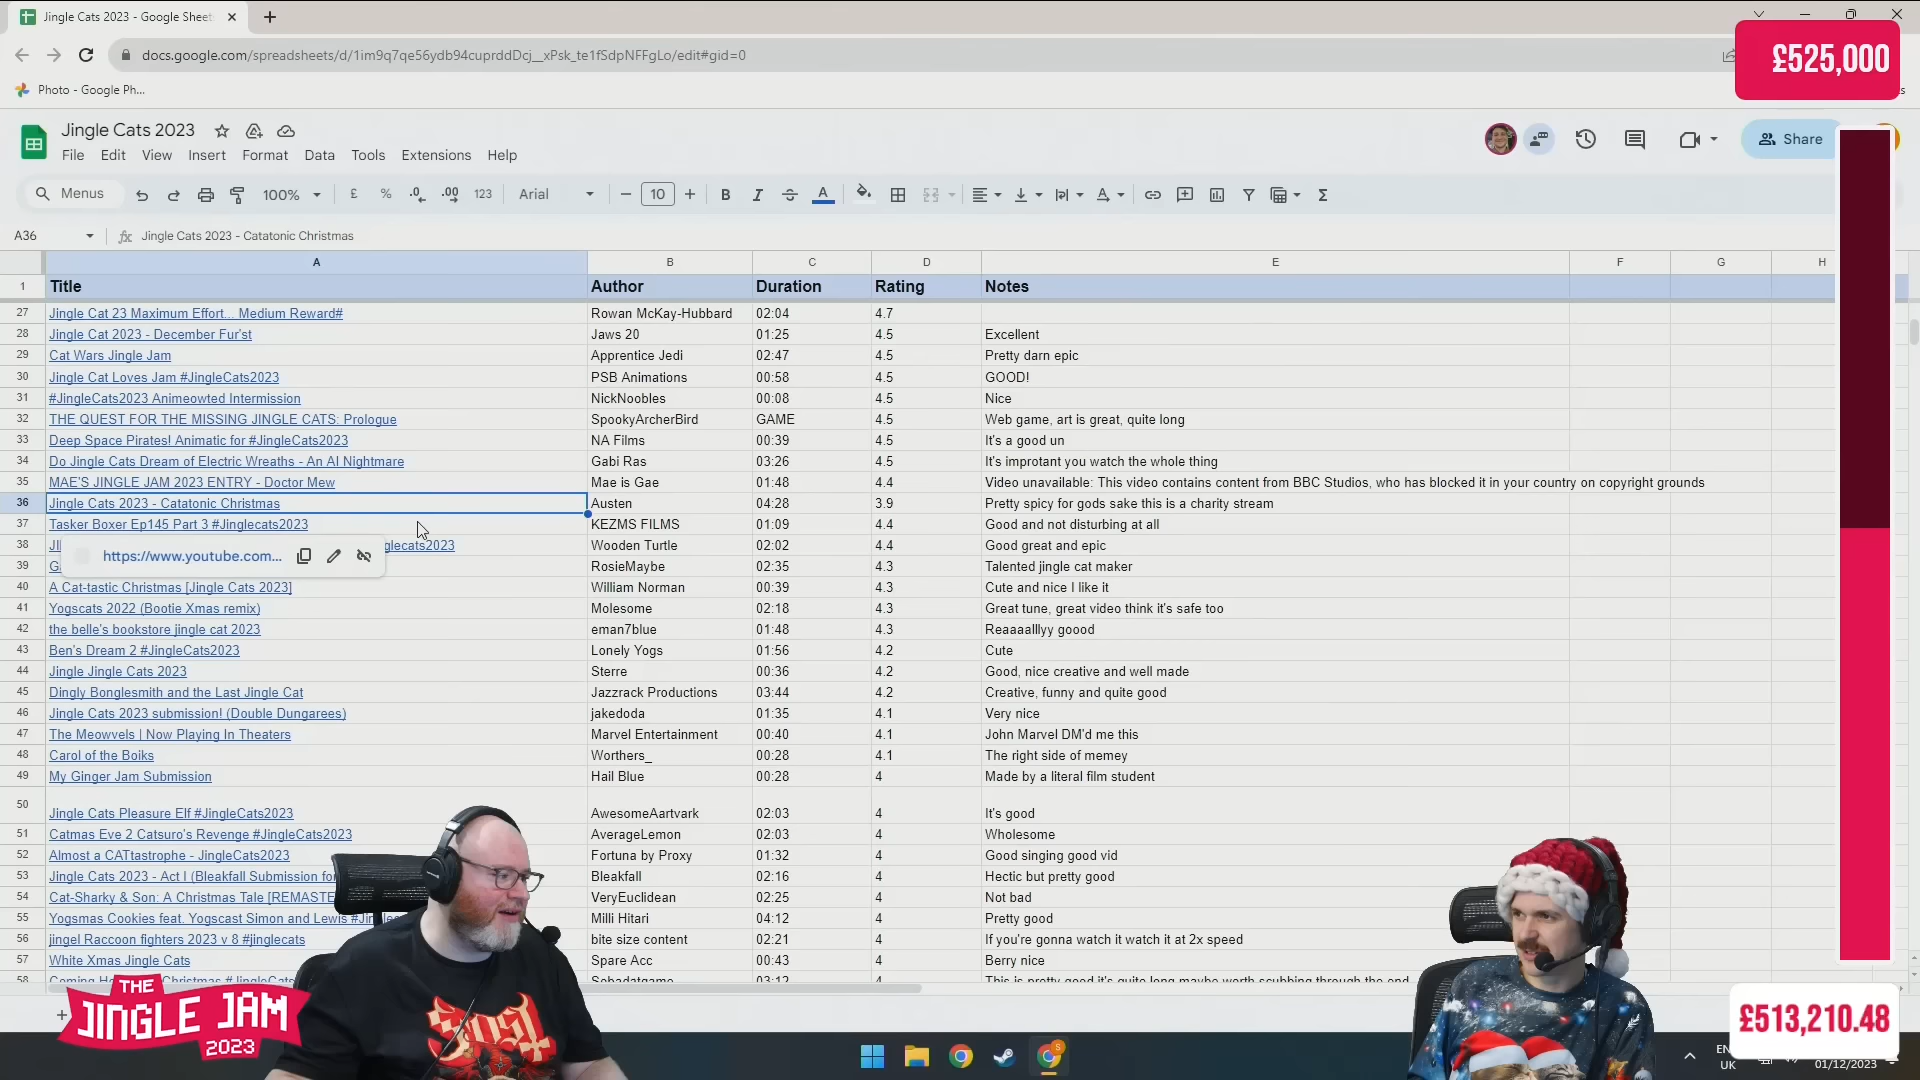 Jingle Cats 2023 - Google Sheet
docs.google.com/spreadsheets/d/1im9q7qe56ydb94cuprddDcj__xPsk_te1fSdpNFFgLo/edit#gid=0
£525,000
Photo - Google Ph...
Jingle Cats 2023
File Edit View Insert Format Data Tools Extensions Help
Share
Menus 100% £ % .0 .00 123 Arial 10 B I A
A36 fx Jingle Cats 2023 - Catatonic Christmas
A B C D E F G H
1 Title Author Duration Rating Notes
27 Jingle Cat 23 Maximum Effort... Medium Reward# Rowan McKay-Hubbard 02:04 4.7
28 Jingle Cat 2023 - December Fur'st Jaws 20 01:25 4.5 Excellent
29 Cat Wars Jingle Jam Apprentice Jedi 02:47 4.5 Pretty darn epic
30 Jingle Cat Loves Jam #JingleCats2023 PSB Animations 00:58 4.5 GOOD!
31 #JingleCats2023 Animeowted Intermission NickNoobles 00:08 4.5 Nice
32 THE QUEST FOR THE MISSING JINGLE CATS: Prologue SpookyArcherBird GAME 4.5 Web game, art is great, quite long
33 Deep Space Pirates! Animatic for #JingleCats2023 NA Films 00:39 4.5 It's a good un
34 Do Jingle Cats Dream of Electric Wreaths - An AI Nightmare Gabi Ras 03:26 4.5 It's improtant you watch the whole thing
35 MAE'S JINGLE JAM 2023 ENTRY - Doctor Mew Mae is Gae 01:48 4.4 Video unavailable: This video contains content from BBC Studios, who has blocked it in your country on copyright grounds
36 Jingle Cats 2023 - Catatonic Christmas Austen 04:28 3.9 Pretty spicy for gods sake this is a charity stream
37 Tasker Boxer Ep145 Part 3 #Jinglecats2023 KEZMS FILMS 01:09 4.4 Good and not disturbing at all
38 glecats2023 Wooden Turtle 02:02 4.4 Good great and epic
https://www.youtube.com...
39 G RosieMaybe 02:35 4.3 Talented jingle cat maker
40 A Cat-tastic Christmas [Jingle Cats 2023] William Norman 00:39 4.3 Cute and nice I like it
41 Yogscats 2022 (Bootie Xmas remix) Molesome 02:18 4.3 Great tune, great video think it's safe too
42 the belle's bookstore jingle cat 2023 eman7blue 01:48 4.3 Reaaaalllyy goood
43 Ben's Dream 2 #JingleCats2023 Lonely Yogs 01:56 4.2 Cute
44 Jingle Jingle Cats 2023 Sterre 00:36 4.2 Good, nice creative and well made
45 Dingly Bonglesmith and the Last Jingle Cat Jazzrack Productions 03:44 4.2 Creative, funny and quite good
46 Jingle Cats 2023 submission! (Double Dungarees) jakedoda 01:35 4.1 Very nice
47 The Meowvels | Now Playing In Theaters Marvel Entertainment 00:40 4.1 John Marvel DM'd me this
48 Carol of the Boiks Worthers_ 00:28 4.1 The right side of memey
49 My Ginger Jam Submission Hail Blue 00:28 4 Made by a literal film student
50 Jingle Cats Pleasure Elf #JingleCats2023 AwesomeAartvark 02:03 4 It's good
51 Catmas Eve 2 Catsuro's Revenge #JingleCats2023 AverageLemon 02:03 4 Wholesome
52 Almost a CATtastrophe - JingleCats2023 Fortuna by Proxy 01:32 4 Good singing good vid
53 Jingle Cats 2023 - Act I (Bleakfall Submission for Bleakfall 02:16 4 Hectic but pretty good
54 Cat-Sharky & Son: A Christmas Tale [REMASTE VeryEuclidean 02:25 4 Not bad
55 Yogsmas Cookies feat. Yogscast Simon and Lewis #Jingle Milli Hitari 04:12 4 Pretty good
56 jingel Raccoon fighters 2023 v 8 #jinglecats bite size content 02:21 4 If you're gonna watch it watch it at 2x speed
57 White Xmas Jingle Cats Spare Acc 00:43 4 Berry nice
58 Coming Christmas #JingleCats Sebadatgame 03:12 4 This is pretty good it's quite long maybe worth scubbing through the end
THE
JINGLE JAM
2023
Ghost
£513,210.48
EN
UK
01/12/2023